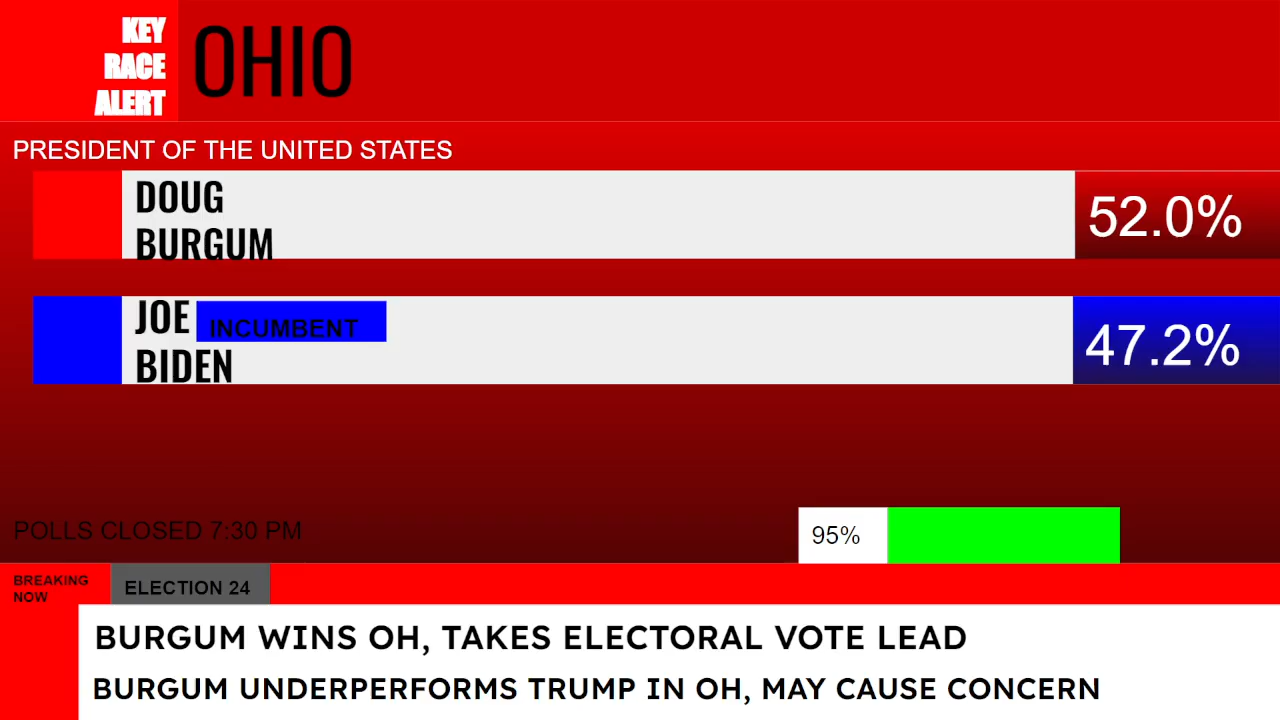 KEY
RACE
ALERT
OHIO
PRESIDENT OF THE UNITED STATES
DOUG
BURGUM
52.0%
JOE
INCUMBENT
BIDEN
47.2%
POLLS CLOSED 7:30 PM
95%
BREAKING
NOW
ELECTION 24
BURGUM WINS OH, TAKES ELECTORAL VOTE LEAD
BURGUM UNDERPERFORMS TRUMP IN OH, MAY CAUSE CONCERN